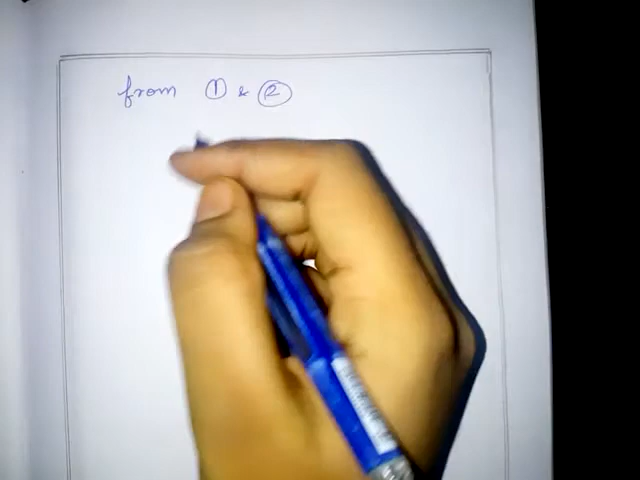 from ① & ②